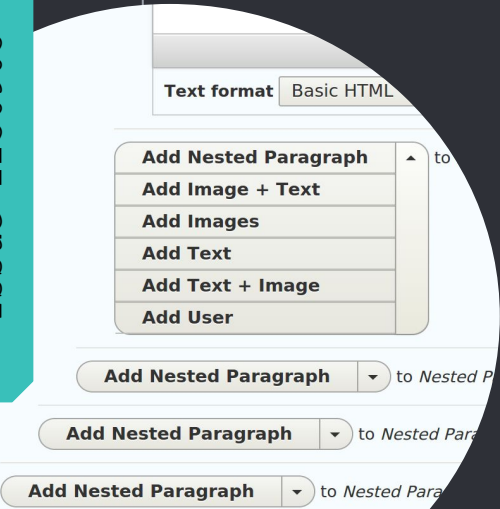 Text format Basic HTML
Add Nested Paragraph to
Add Image + Text
Add Images
Add Text
Add Text + Image
Add User
Add Nested Paragraph to Nested P
Add Nested Paragraph to Nested Para
Add Nested Paragraph to Nested Para